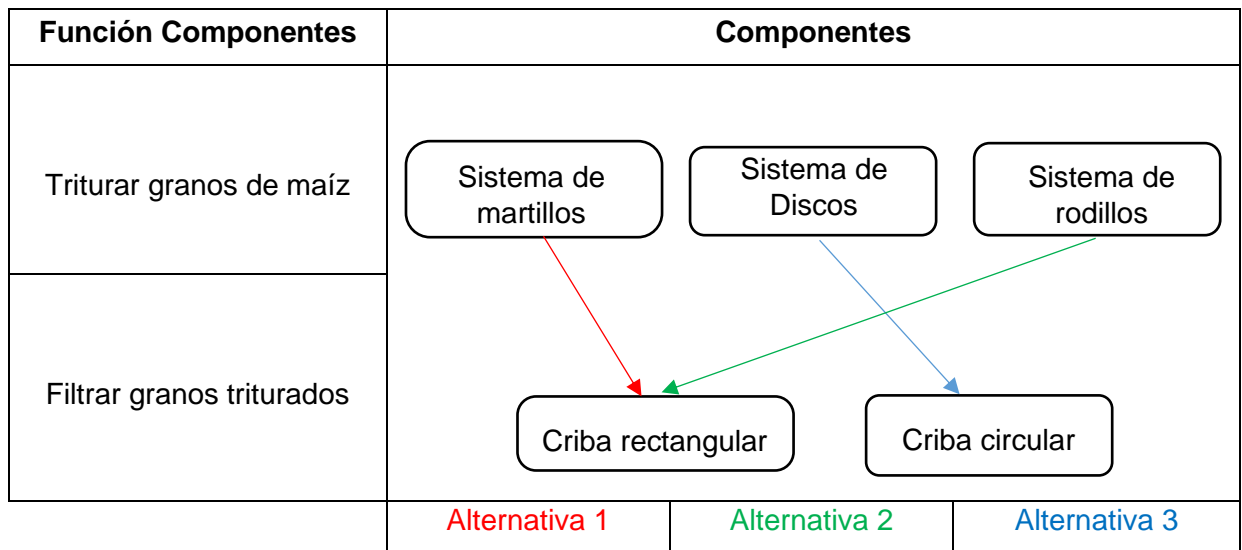 Función Componentes
Componentes
Triturar granos de maíz
Sistema de
martillos
Sistema de
Discos
Sistema de
rodillos
Filtrar granos triturados
Criba rectangular
Criba circular
Alternativa 1
Alternativa 2
Alternativa 3